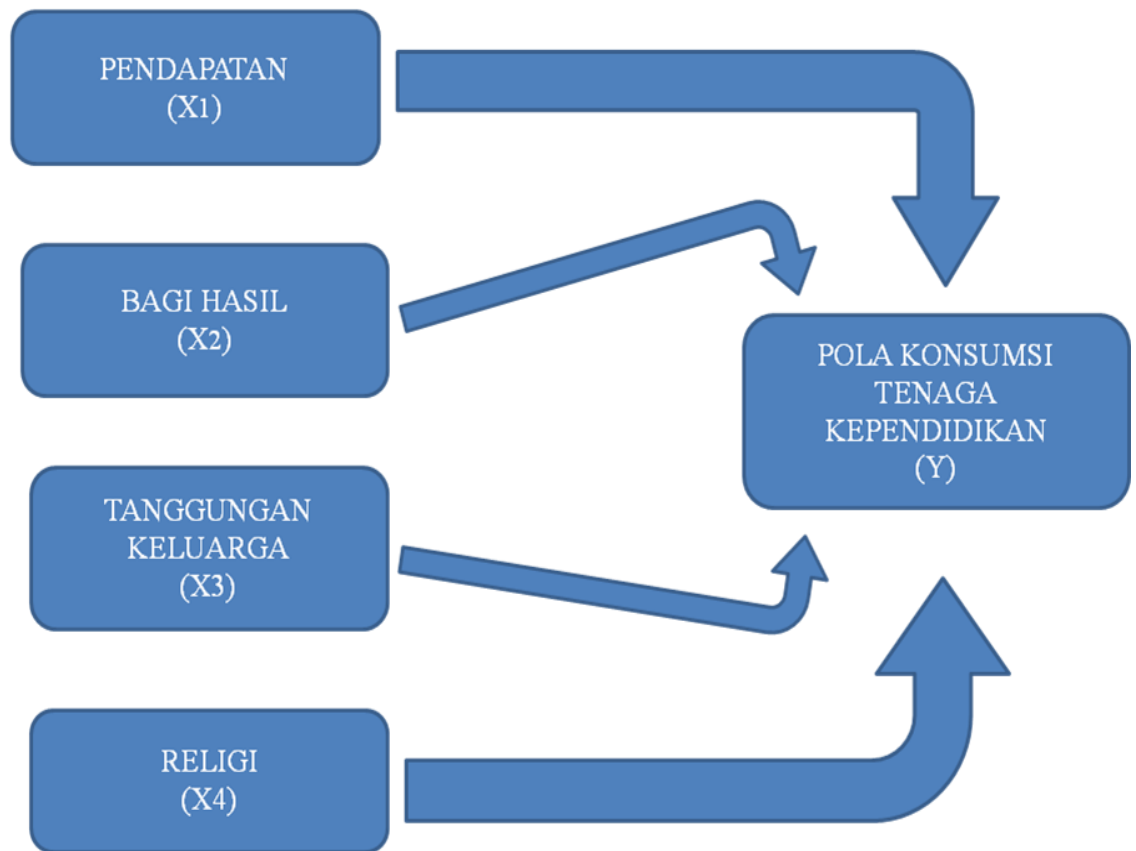 PENDAPATAN
(X1)
BAGI HASIL
(X2)
TANGGUNGAN
KELUARGA
(X3)
RELIGI
(X4)
POLA KONSUMSI
TENAGA
KEPENDIDIKAN
(Y)